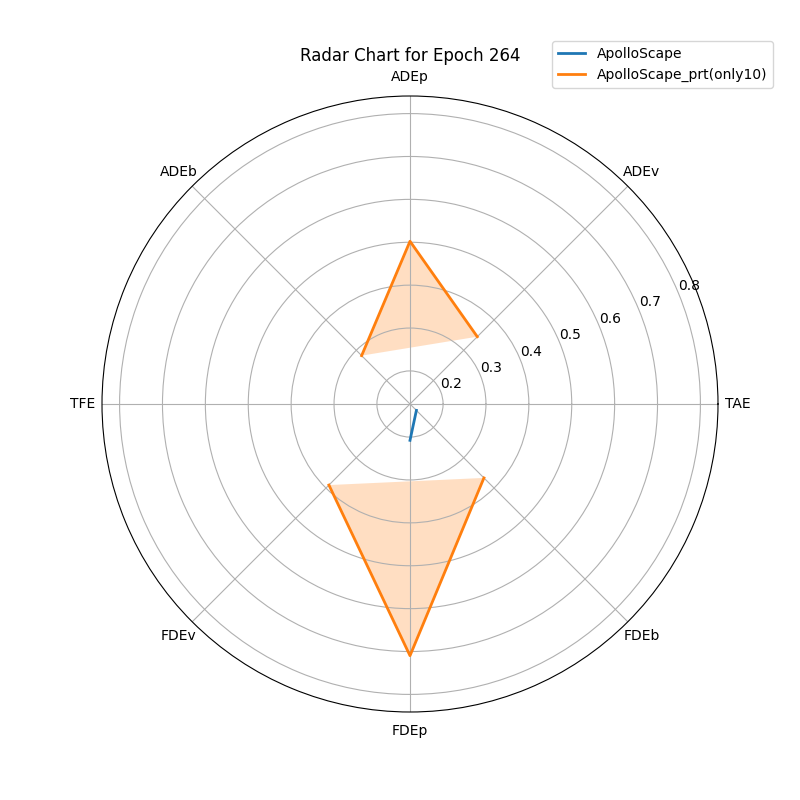 Radar Chart for Epoch 264
ApolloScape
ApolloScape_prt(only10)
ADEp
ADEb
ADEv
0.8
0.7
0.6
0.5
0.4
0.3
0.2
TFE
TAE
FDEv
FDEb
FDEp